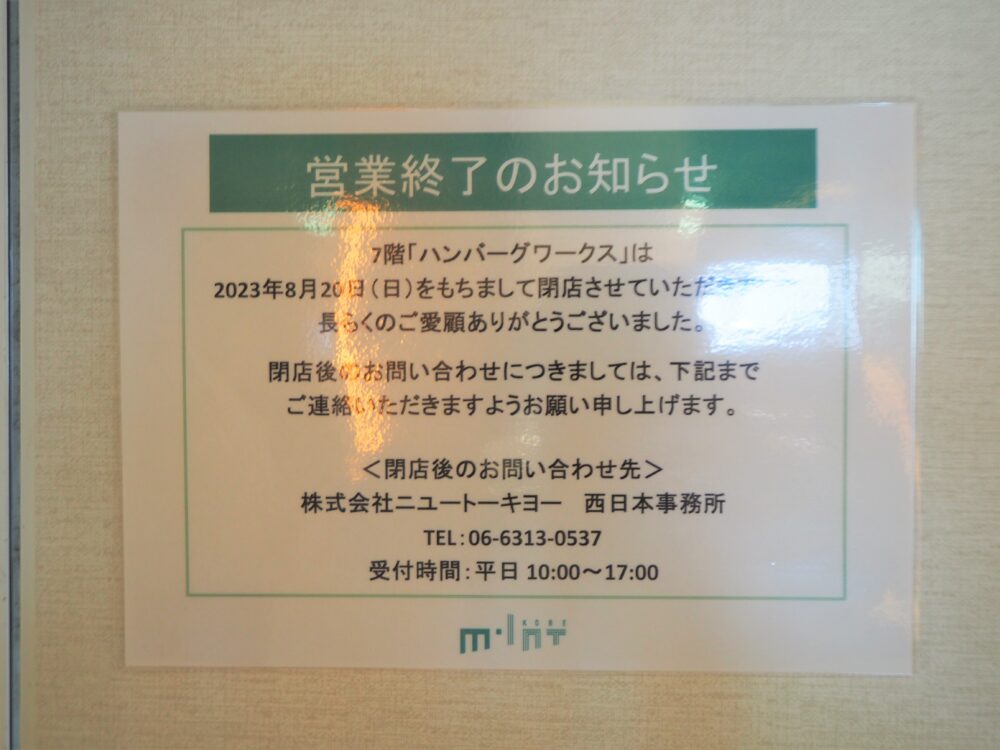 営業終了のお知らせ
7階「ハンバーグワークス」は
2023年8月20日（日）をもちまして閉店させていただき
長らくのご愛顧ありがとうございました。
閉店後のお問い合わせにつきましては、下記まで
ご連絡いただきますようお願い申し上げます。
＜閉店後のお問い合わせ先＞
株式会社ニユートーキヨー　西日本事務所
TEL：06-6313-0537
受付時間：平日 10:00～17:00
m・int KOBE